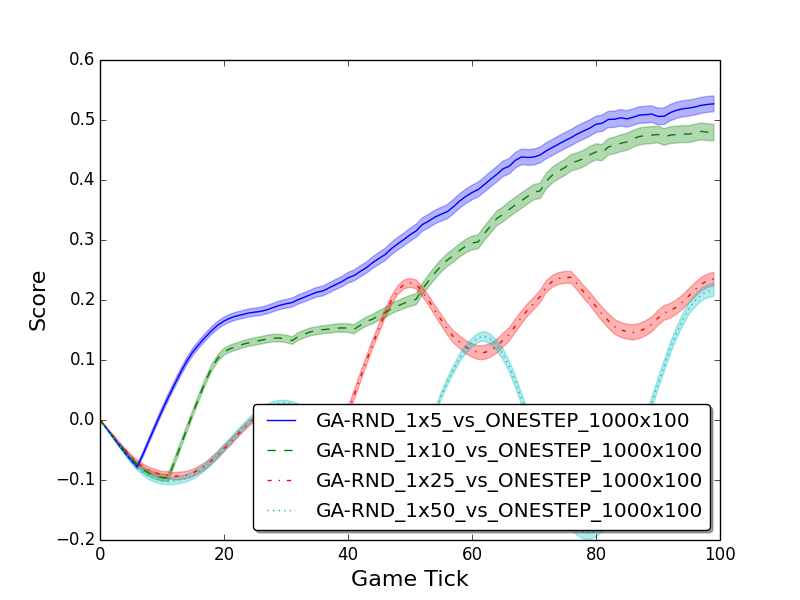 0.6
0.5
0.4
0.3
0.2
0.1
0.0
−0.1
−0.2
Score
GA-RND_1x5_vs_ONESTEP_1000x100
GA-RND_1x10_vs_ONESTEP_1000x100
GA-RND_1x25_vs_ONESTEP_1000x100
GA-RND_1x50_vs_ONESTEP_1000x100
0 20 40 60 80 100
Game Tick